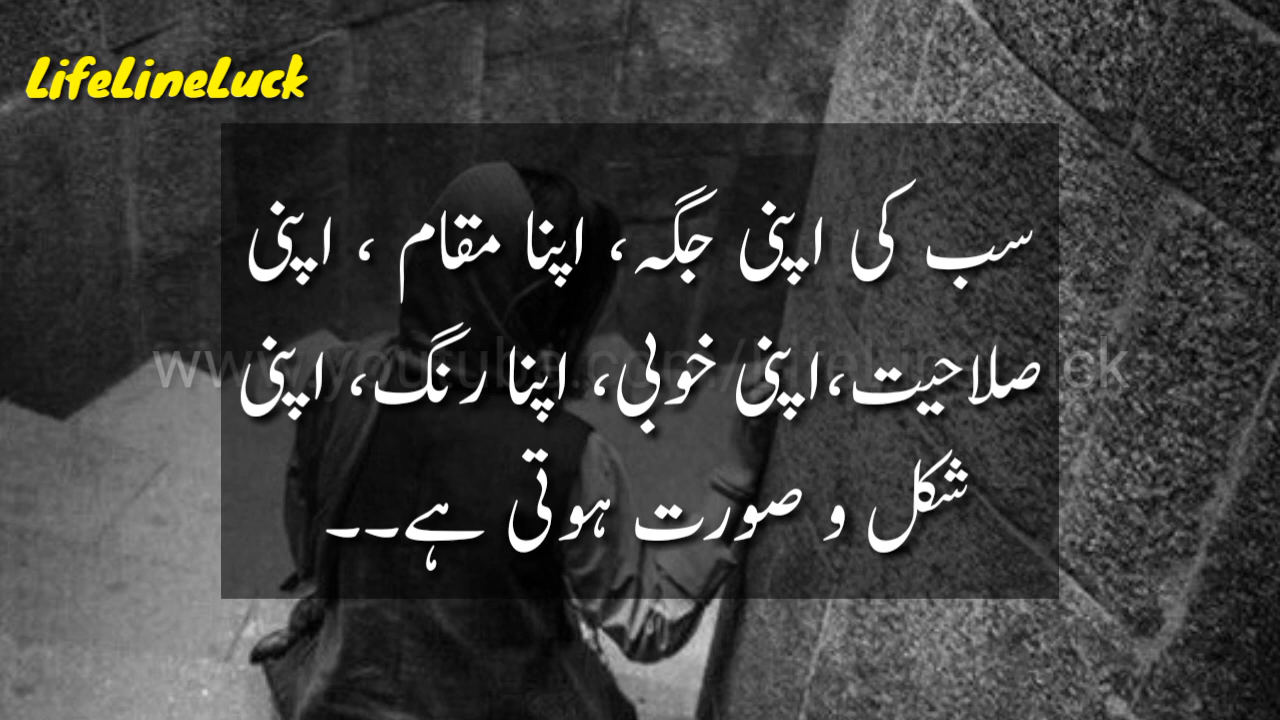 LifeLineLuck
سب کی اپنی جگہ، اپنا مقام ، اپنی
صلاحیت،اپنی خوبی، اپنا رنگ، اپنی
شکل و صورت ہوتی ہے۔۔